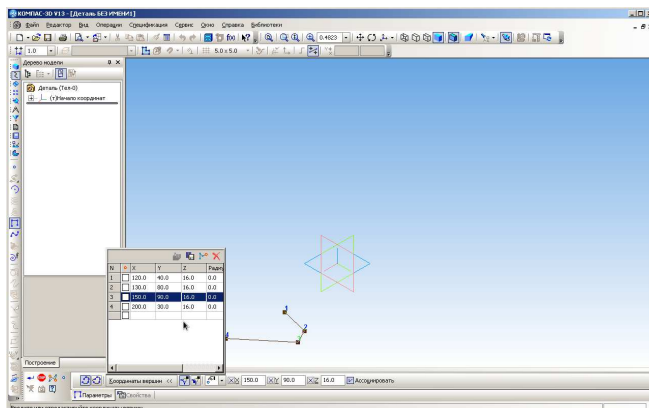 КОМПАС-3D V13 - [Деталь БЕЗ ИМЕНИ1]
Файл Редактор Вид Операции Спецификация Сервис Окно Справка Библиотеки
0.4823
1.0 5.0 x 5.0
Дерево модели
Деталь (Тел-0)
(т)Начало координат
N X Y Z Радиу
1 120.0 40.0 16.0 0.0
2 130.0 80.0 16.0 0.0
3 150.0 90.0 16.0 0.0
4 200.0 30.0 16.0 0.0
1
2
3
4
Построение
Координаты вершин << X 150.0 Y 90.0 Z 16.0 Ассоциировать
Параметры Свойства